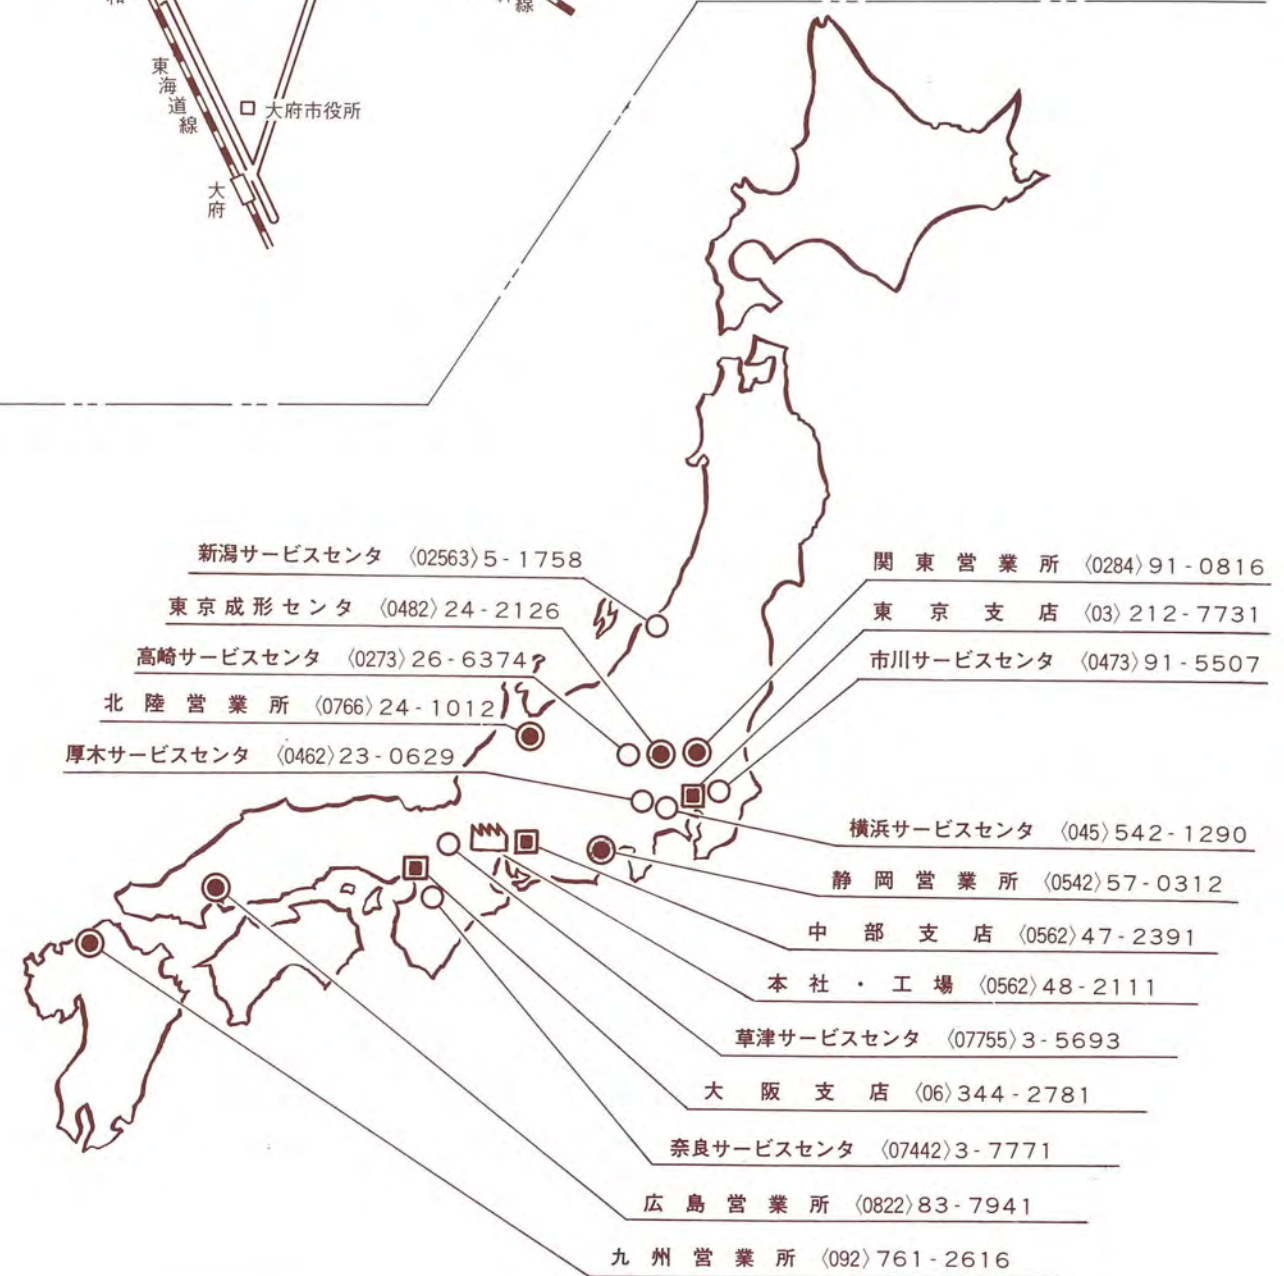 東海道線
大府市役所
大府
線
新潟サービスセンタ 〈02563〉5-1758
東京成形センタ 〈0482〉24-2126
高崎サービスセンタ 〈0273〉26-6374
北陸営業所 〈0766〉24-1012
厚木サービスセンタ 〈0462〉23-0629
関東営業所 〈0284〉91-0816
東京支店 〈03〉212-7731
市川サービスセンタ 〈0473〉91-5507
横浜サービスセンタ 〈045〉542-1290
静岡営業所 〈0542〉57-0312
中部支店 〈0562〉47-2391
本社・工場 〈0562〉48-2111
草津サービスセンタ 〈07755〉3-5693
大阪支店 〈06〉344-2781
奈良サービスセンタ 〈07442〉3-7771
広島営業所 〈0822〉83-7941
九州営業所 〈092〉761-2616